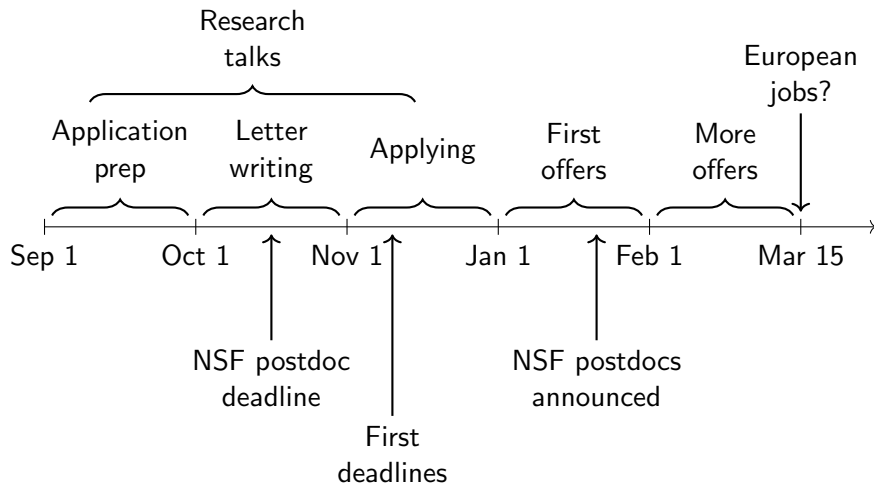 Research
talks
European
jobs?
Application
prep
Letter
writing
Applying
First
offers
More
offers
Sep 1
Oct 1
Nov 1
Jan 1
Feb 1
Mar 15
NSF postdoc
deadline
NSF postdocs
announced
First
deadlines